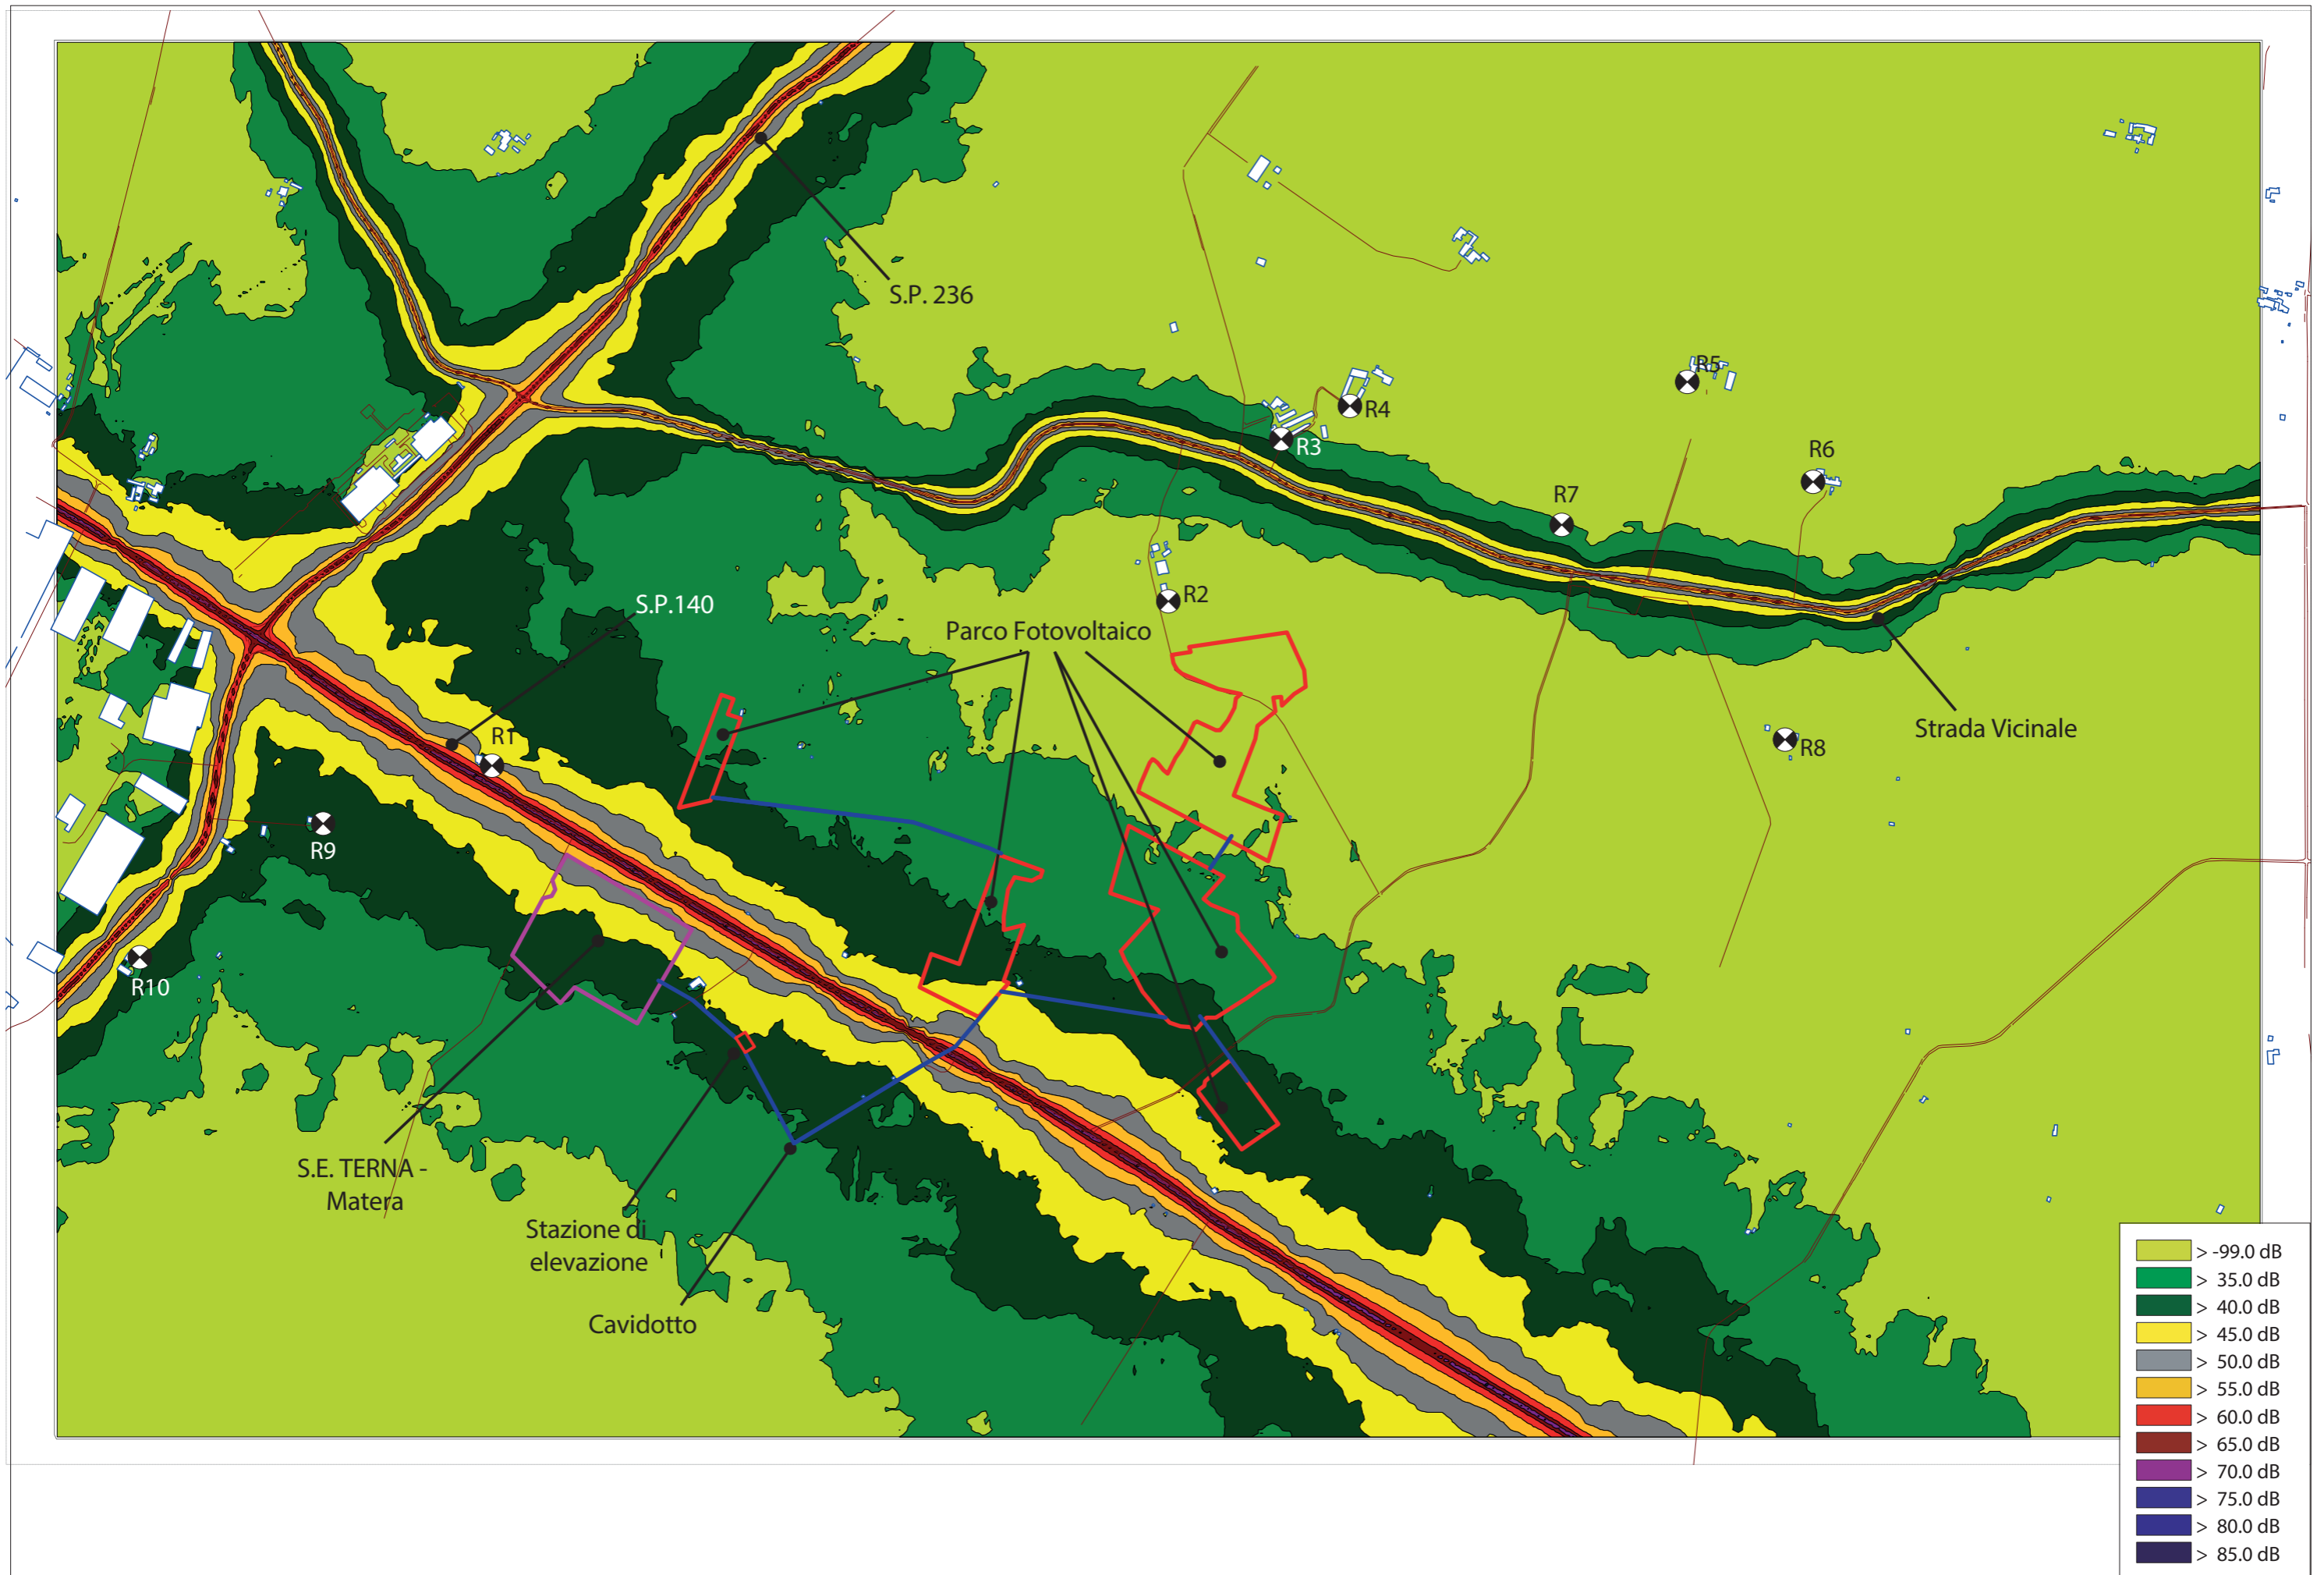 S.P. 236
R5
R4
R3
R6
R7
R2
S.P.140
Parco Fotovoltaico
Strada Vicinale
R1
R8
R9
R10
S.E. TERNA -
Matera
Stazione di
elevazione
Cavidotto
> -99.0 dB
> 35.0 dB
> 40.0 dB
> 45.0 dB
> 50.0 dB
> 55.0 dB
> 60.0 dB
> 65.0 dB
> 70.0 dB
> 75.0 dB
> 80.0 dB
> 85.0 dB